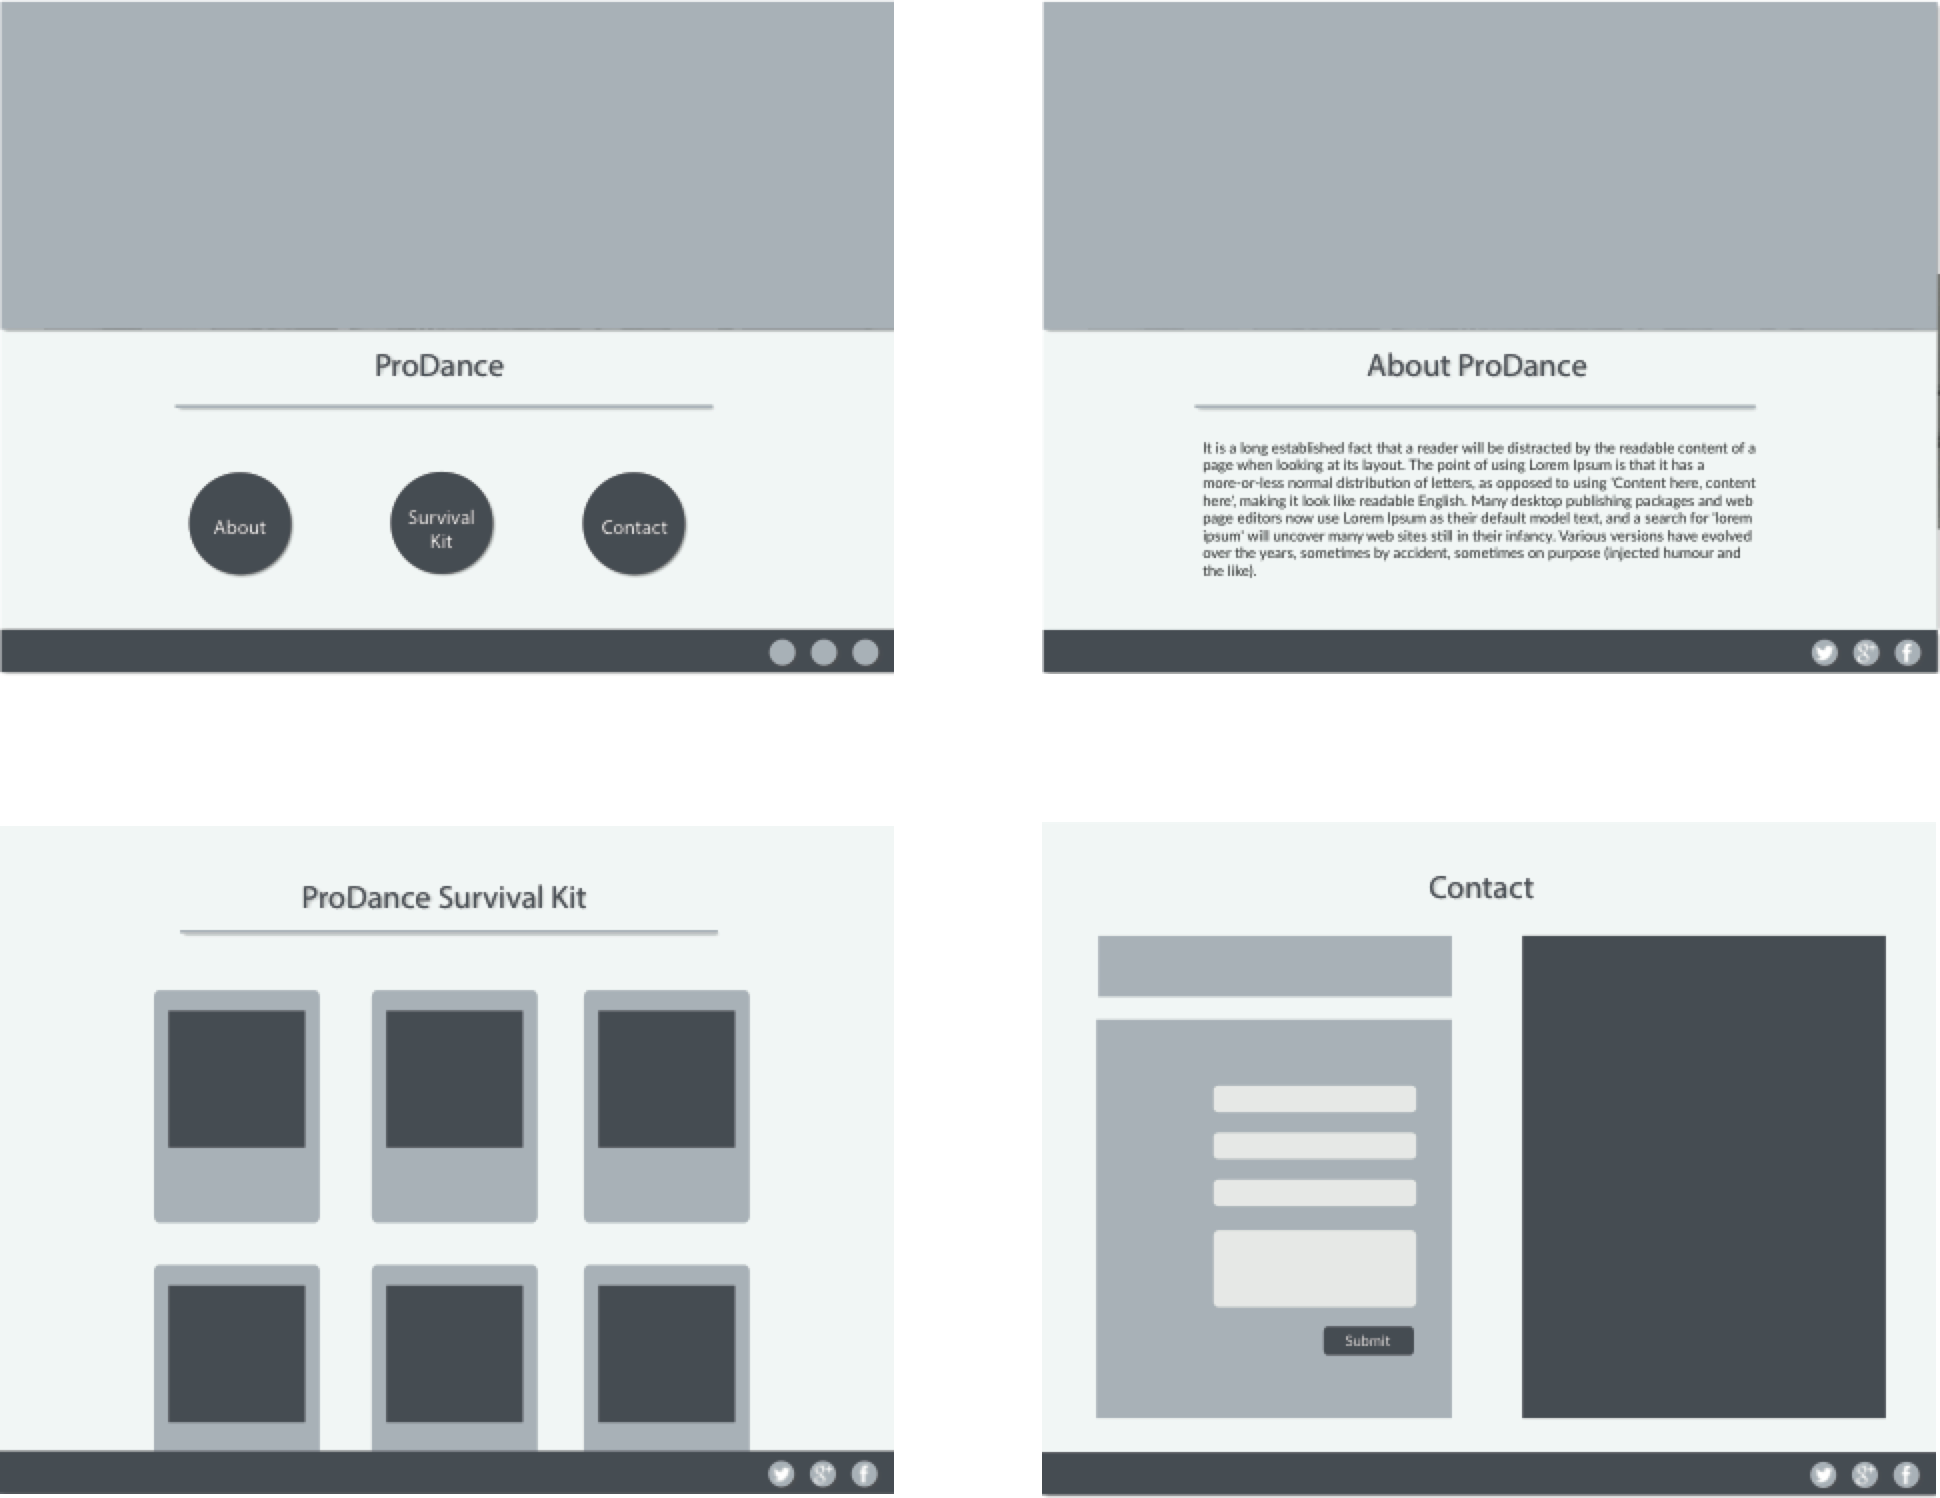 ProDance
About
Survival
Kit
Contact
About ProDance
It is a long established fact that a reader will be distracted by the readable content of a
page when looking at its layout. The point of using Lorem Ipsum is that it has a
more-or-less normal distribution of letters, as opposed to using 'Content here, content
here', making it look like readable English. Many desktop publishing packages and web
page editors now use Lorem Ipsum as their default model text, and a search for 'lorem
ipsum' will uncover many web sites still in their infancy. Various versions have evolved
over the years, sometimes by accident, sometimes on purpose (injected humour and
the like).
ProDance Survival Kit
Contact
Submit